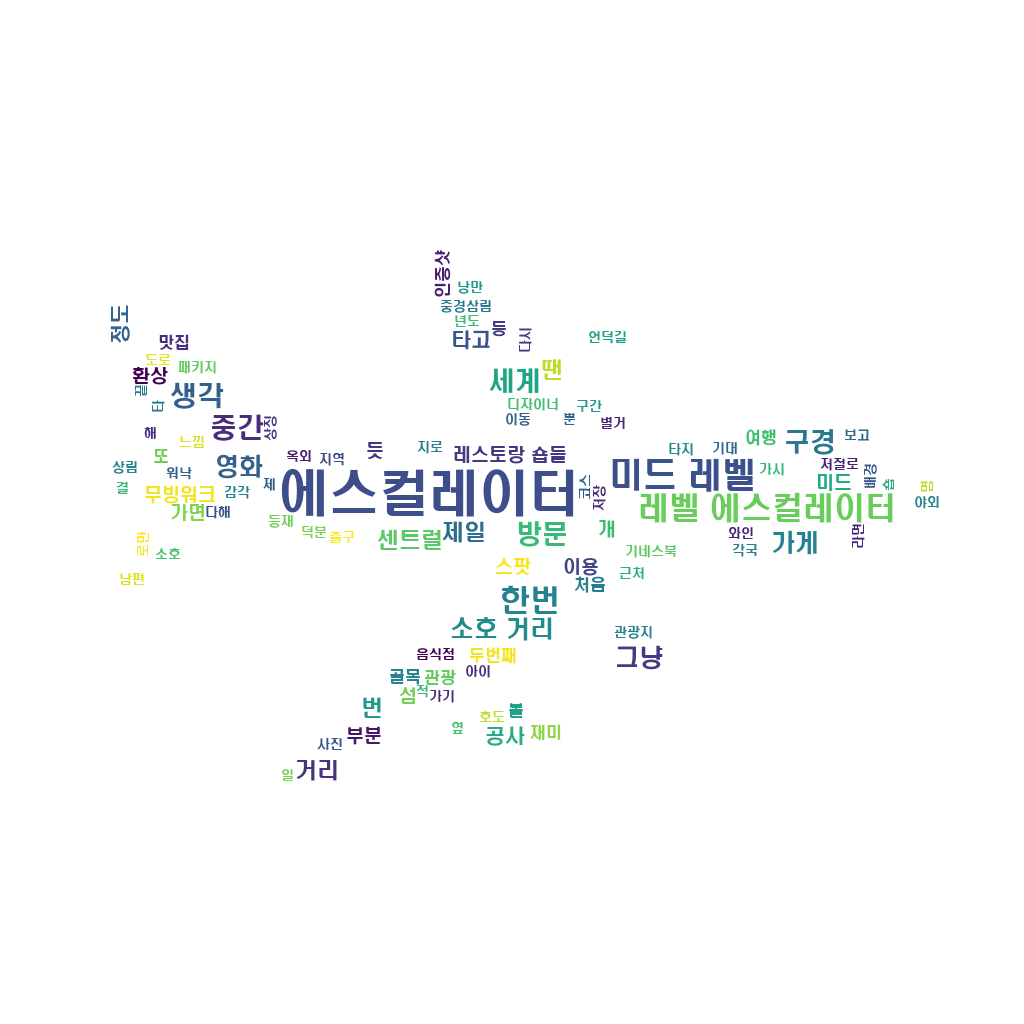 인증샷
낭만
중경삼림
정도
년도
등
타고
다시
언덕길
맛집
도로
패키지
환상
세계
땐
끝
생각
타
디자이너
구간
이동
뿐
별거
중간
상징
해
느낌
또
듯
지로
레스토랑 숍들
타지
기대
여행
구경
보고
상림
워낙
영화
옥외
지역
제
에스컬레이터
코스
저장
미드 레벨
가시
저절로
미드
배경
숍
몸
야외
결
무빙워크
감각
가면
다해
레벨 에스컬레이터
등재
덕분
출구
센트럴
제일
방문
개
와인
각국
가게
라면
로만
소호
기네스북
남편
스팟
이용
처음
근처
한번
소호 거리
관광지
음식점
두번째
그냥
골목
관광
아이
섬
적
가기
번
호도
볼
옆
공사
재미
사진
부분
일
거리